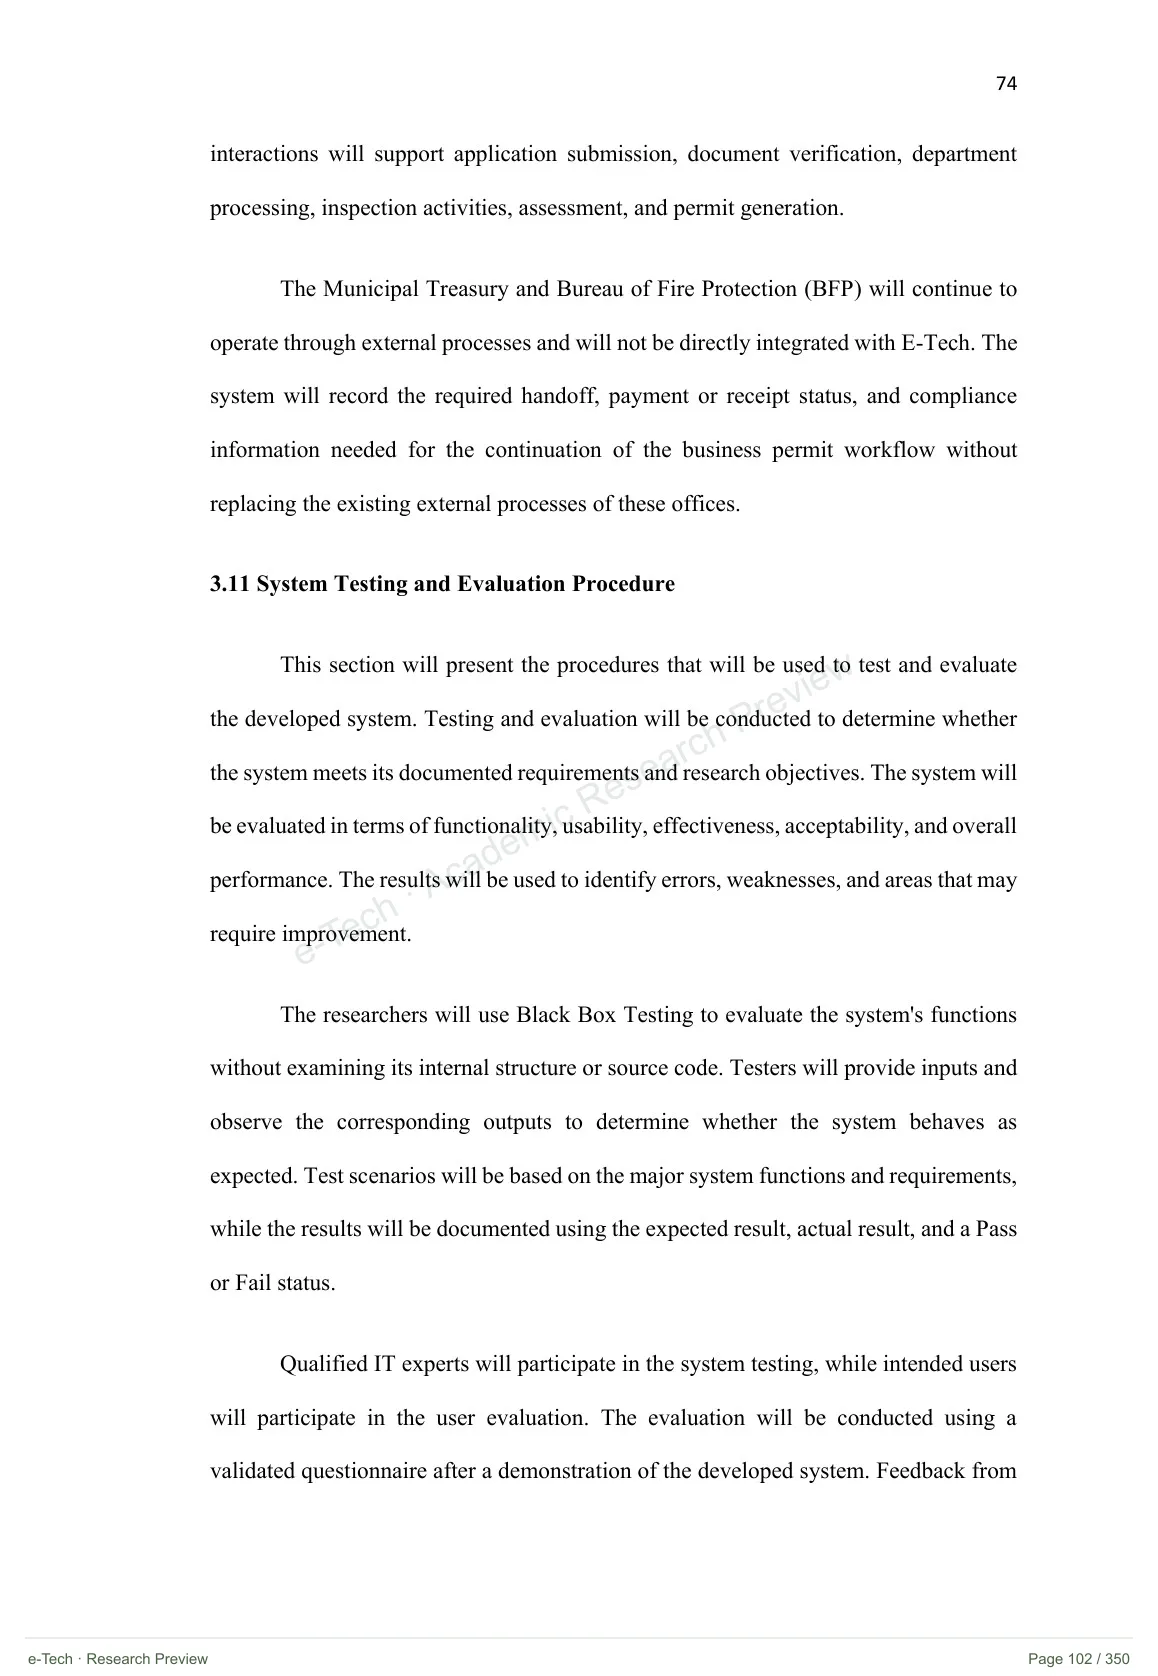 74
interactions will support application submission, document verification, department
processing, inspection activities, assessment, and permit generation.
The Municipal Treasury and Bureau of Fire Protection (BFP) will continue to
operate through external processes and will not be directly integrated with E-Tech. The
system will record the required handoff, payment or receipt status, and compliance
information needed for the continuation of the business permit workflow without
replacing the existing external processes of these offices.
3.11 System Testing and Evaluation Procedure
This section will present the procedures that will be used to test and evaluate
the developed system. Testing and evaluation will be conducted to determine whether
the system meets its documented requirements and research objectives. The system will
be evaluated in terms of functionality, usability, effectiveness, acceptability, and overall
performance. The results will be used to identify errors, weaknesses, and areas that may
require improvement.
e-Tech · Academic Research Preview
The researchers will use Black Box Testing to evaluate the system's functions
without examining its internal structure or source code. Testers will provide inputs and
observe the corresponding outputs to determine whether the system behaves as
expected. Test scenarios will be based on the major system functions and requirements,
while the results will be documented using the expected result, actual result, and a Pass
or Fail status.
Qualified IT experts will participate in the system testing, while intended users
will participate in the user evaluation. The evaluation will be conducted using a
validated questionnaire after a demonstration of the developed system. Feedback from
e-Tech · Research Preview
Page 102 / 350